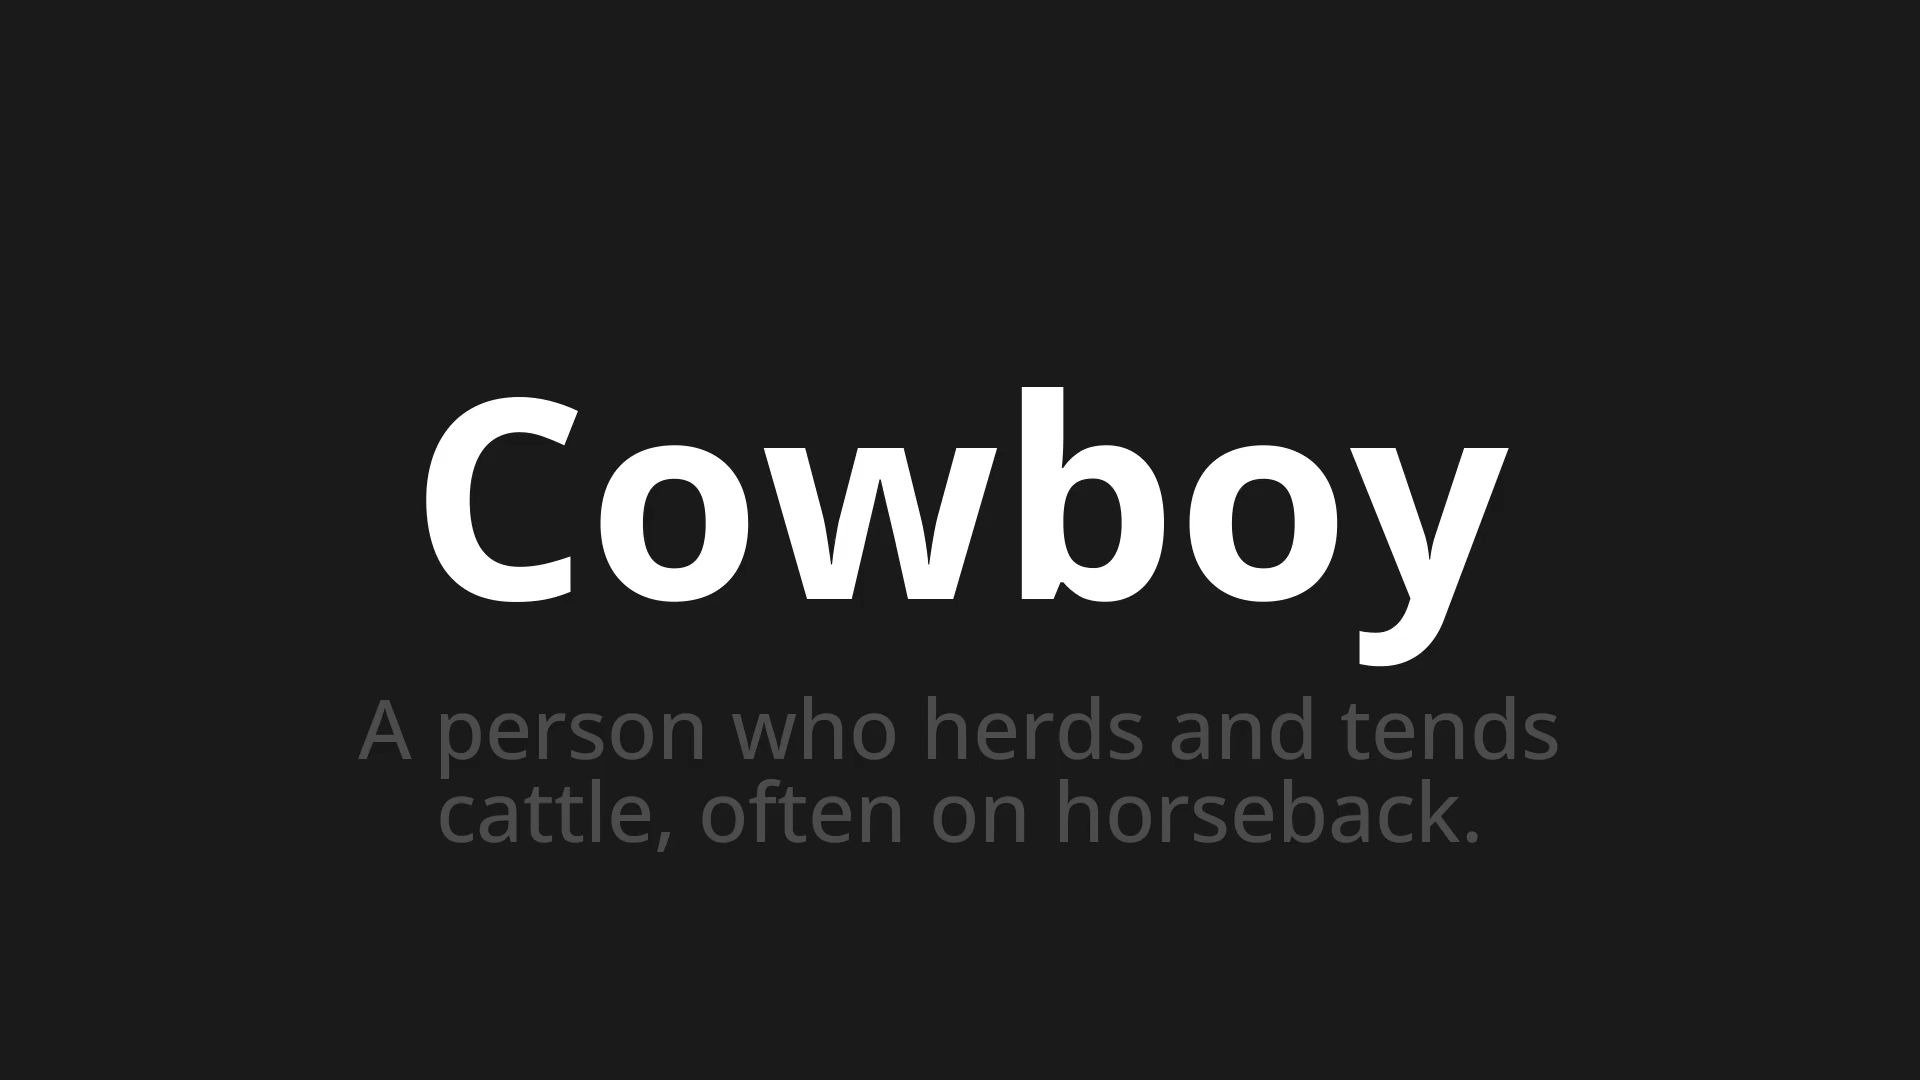 Cowboy
A person who herds and tends
cattle, often on horseback.